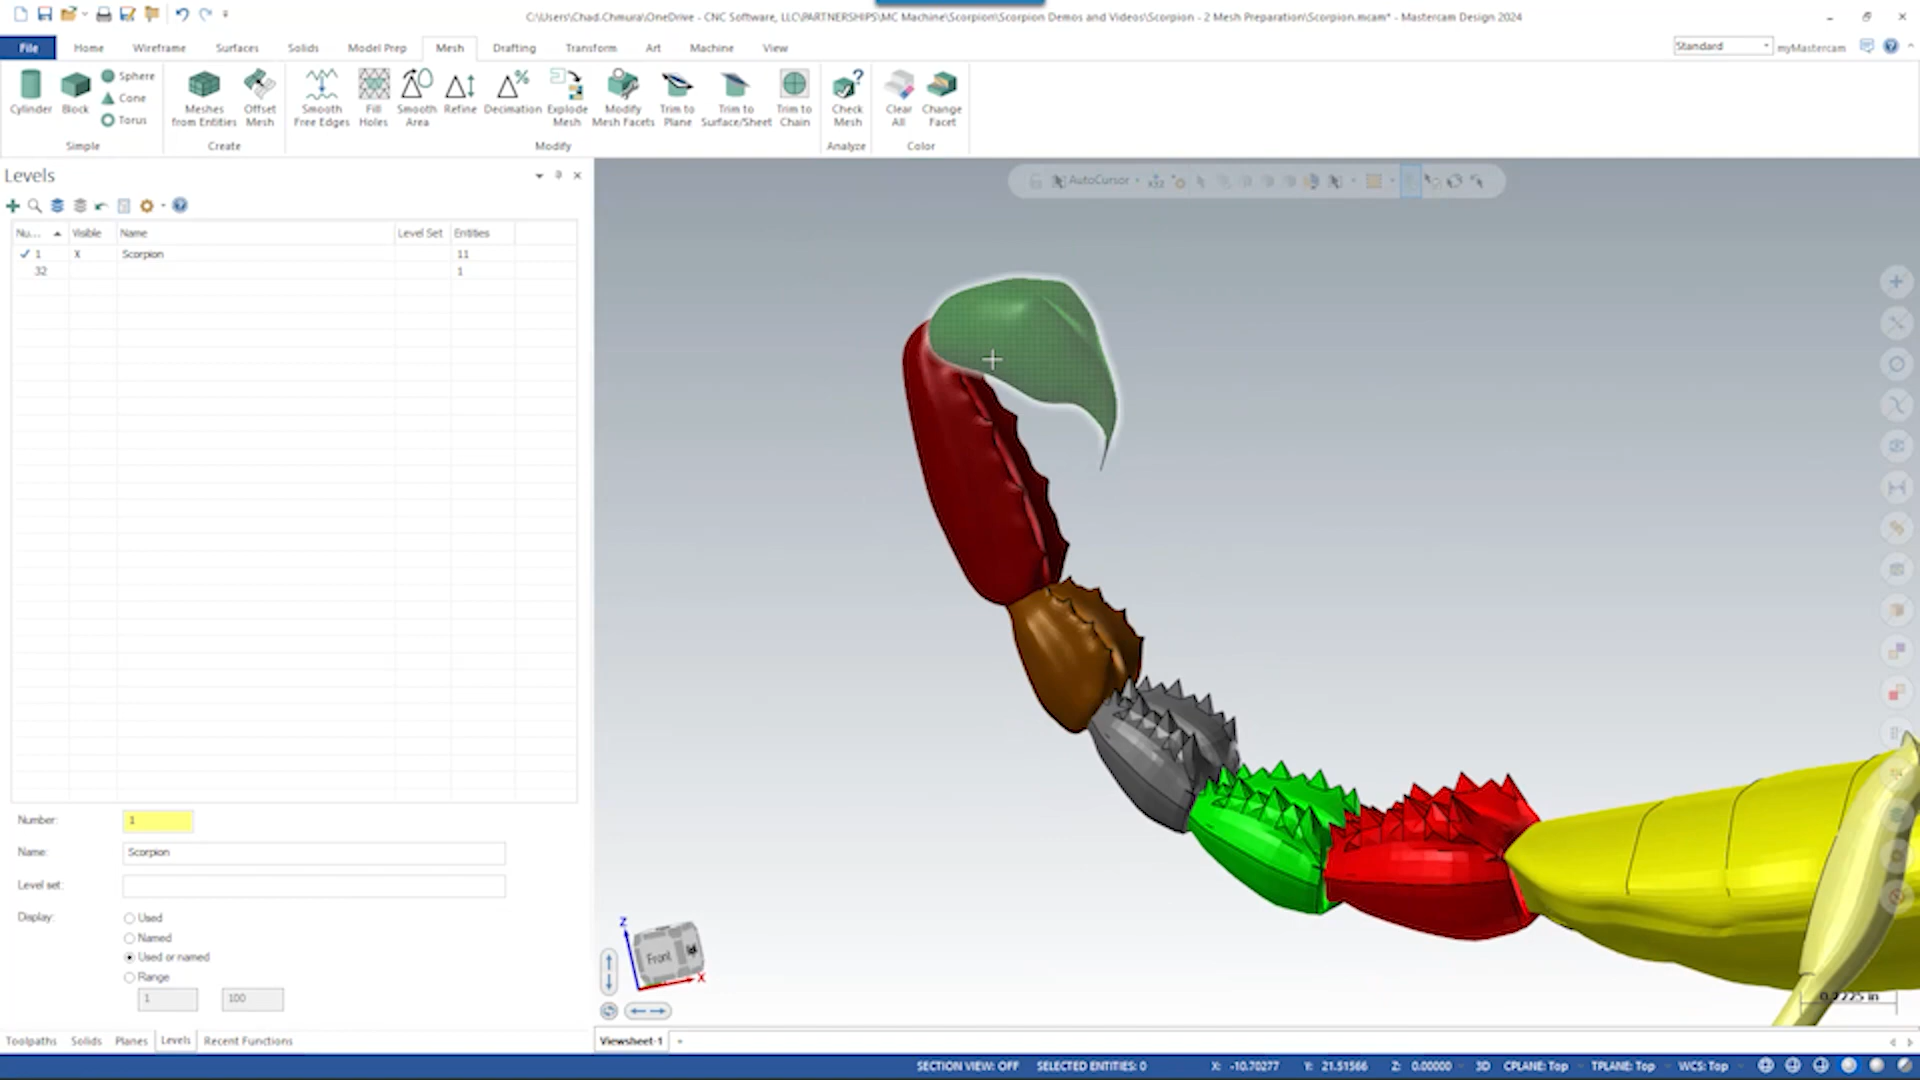 C:\Users\Chad.Chmura\OneDrive - CNC Software, LLC\PARTNERSHIPS\MC Machine\Scorpion\Scorpion Demos and Videos\Scorpion - 2 Mesh Preparation\Scorpion.mcam* - Mastercam Design 2024
File Home Wireframe Surfaces Solids Model Prep Mesh Drafting Transform Art Machine View Standard myMastercam
Cylinder Block Sphere Cone Torus
Simple
Meshes from Entities Offset Mesh
Create
Smooth Free Edges Fill Holes Smooth Area Refine Decimation Explode Mesh Modify Mesh Facets Trim to Plane Trim to Surface/Sheet Trim to Chain
Modify
Check Mesh
Analyze
Clear All Change Facet
Color
Levels
AutoCursor
Nu... Visible Name Level Set Entities
1 X Scorpion 11
32 1
Number: 1
Name: Scorpion
Level set:
Display: Used
Named
Used or named
Range
1 100
Z
Front
X
0.2225 in
Toolpaths Solids Planes Levels Recent Functions
Viewsheet-1
SECTION VIEW: OFF SELECTED ENTITIES: 0 X: -10.70277 Y: 21.51566 Z: 0.00000 3D CPLANE: Top TPLANE: Top WCS: Top